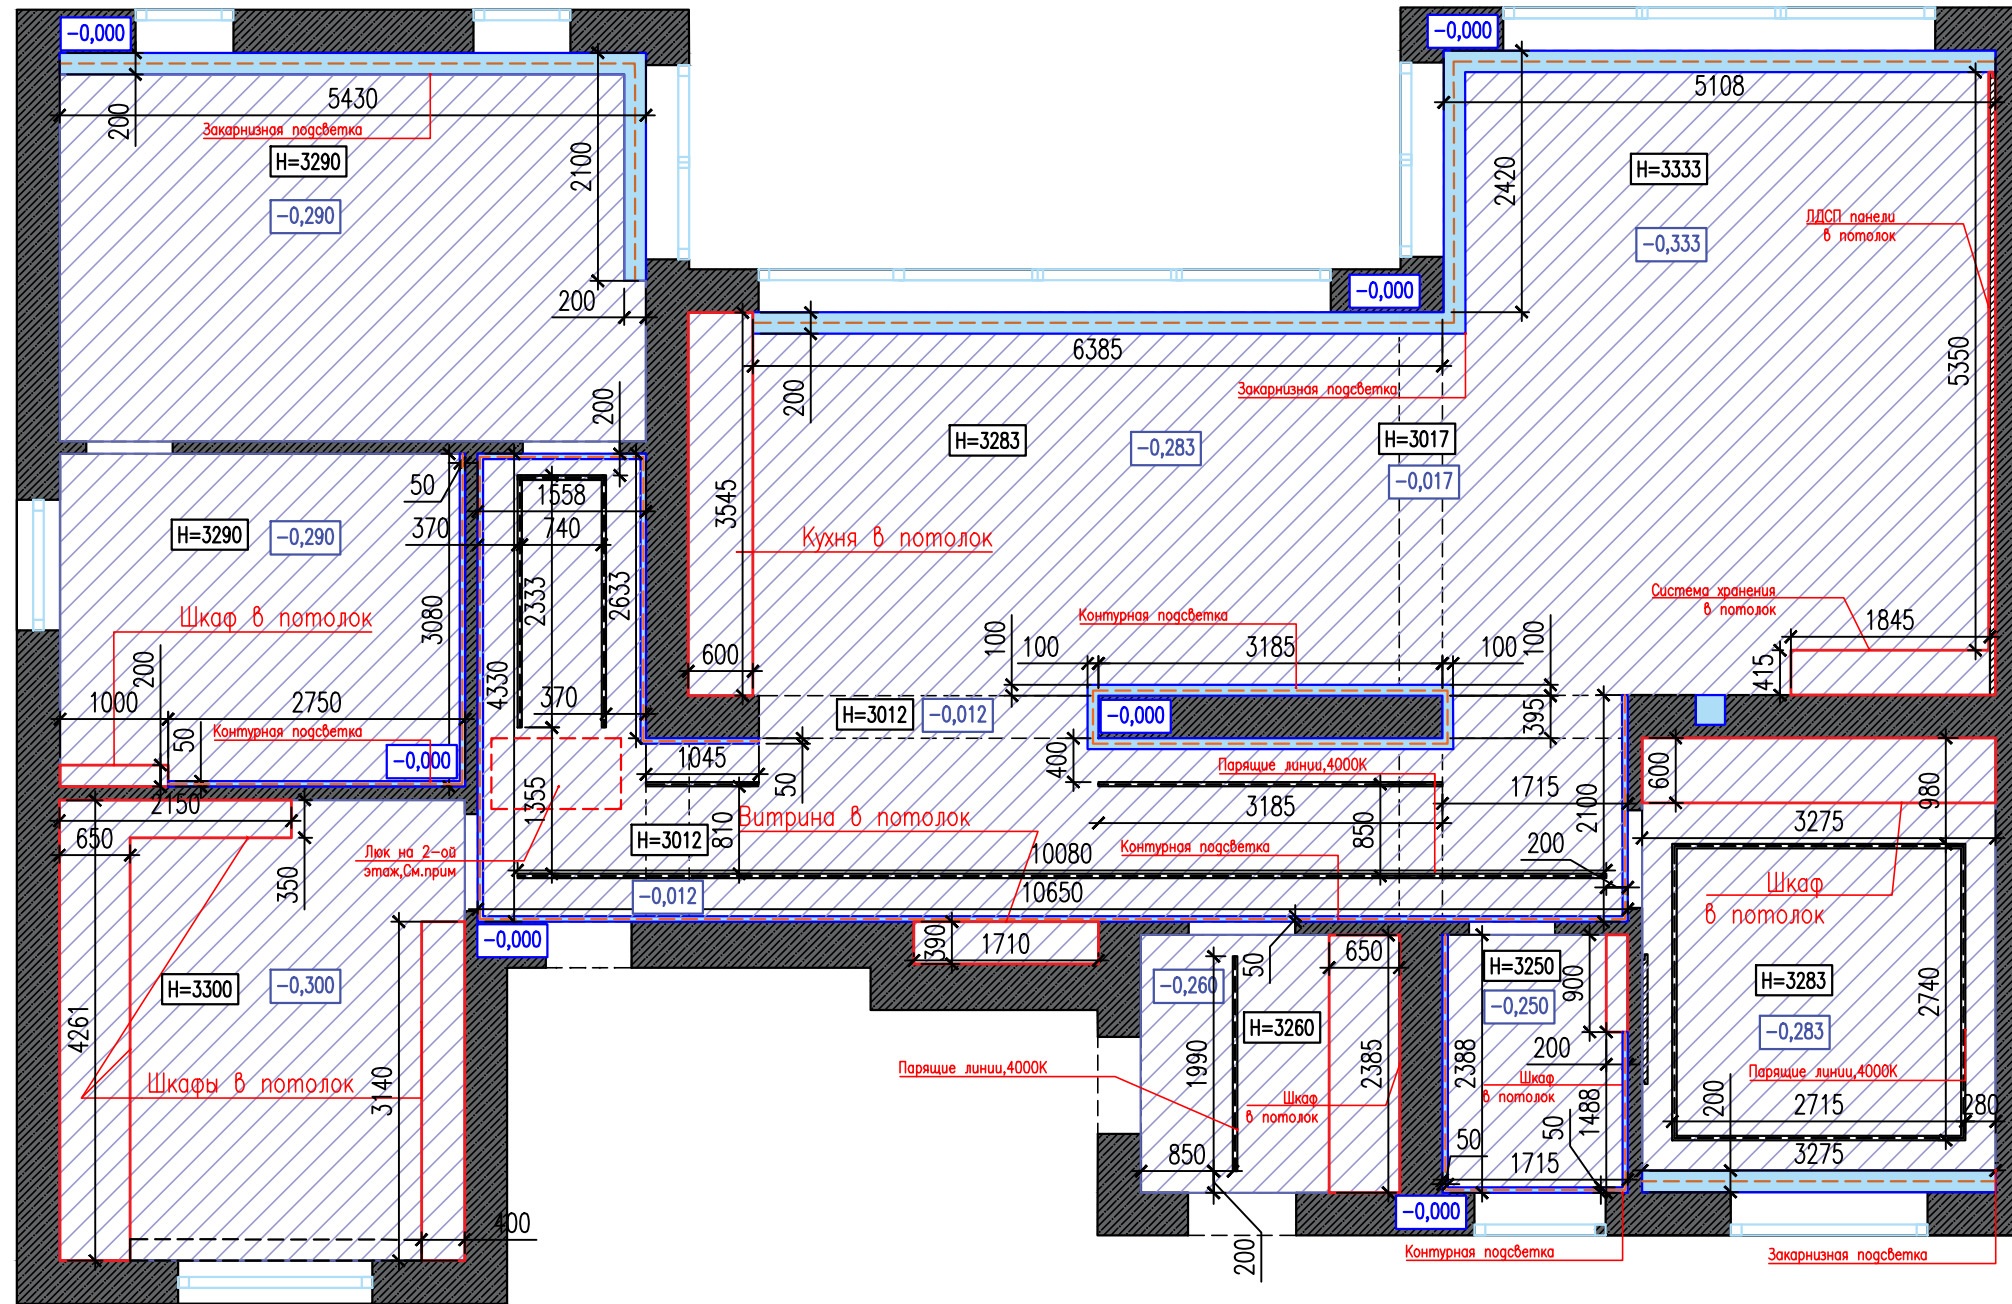 −0,000
−0,000
5430
200
Закарнизная подсветка
H=3290
−0,290
2100
200
5108
2420
H=3333
−0,333
ЛДСП панели
в потолок
−0,000
6385
200
Закарнизная подсветка
5350
200
H=3283
−0,283
H=3017
−0,017
3545
Кухня в потолок
50
370
1558
740
H=3290
−0,290
2333
2633
3080
Шкаф в потолок
4330
200
1000
2750
50
Контурная подсветка
−0,000
370
600
Контурная подсветка
100
100
3185
100
100
Система хранения
в потолок
1845
415
H=3012
−0,012
−0,000
395
1045
50
400
Парящие линии,4000К
3185
1715
2100
600
980
3275
2150
650
350
1355
810
Витрина в потолок
H=3012
Люк на 2−ой
этаж,См.прим
10080
Контурная подсветка
850
200
−0,012
10650
Шкаф
в потолок
−0,000
390
1710
H=3300
−0,300
4261
Шкафы в потолок
3140
400
−0,260
50
650
H=3260
1990
2385
Парящие линии,4000К
Шкаф
в потолок
850
200
H=3250
−0,250
900
2388
200
Шкаф
в потолок
1488
50
50
1715
−0,000
Контурная подсветка
H=3283
−0,283
2740
Парящие линии,4000К
200
2715
280
3275
Закарнизная подсветка